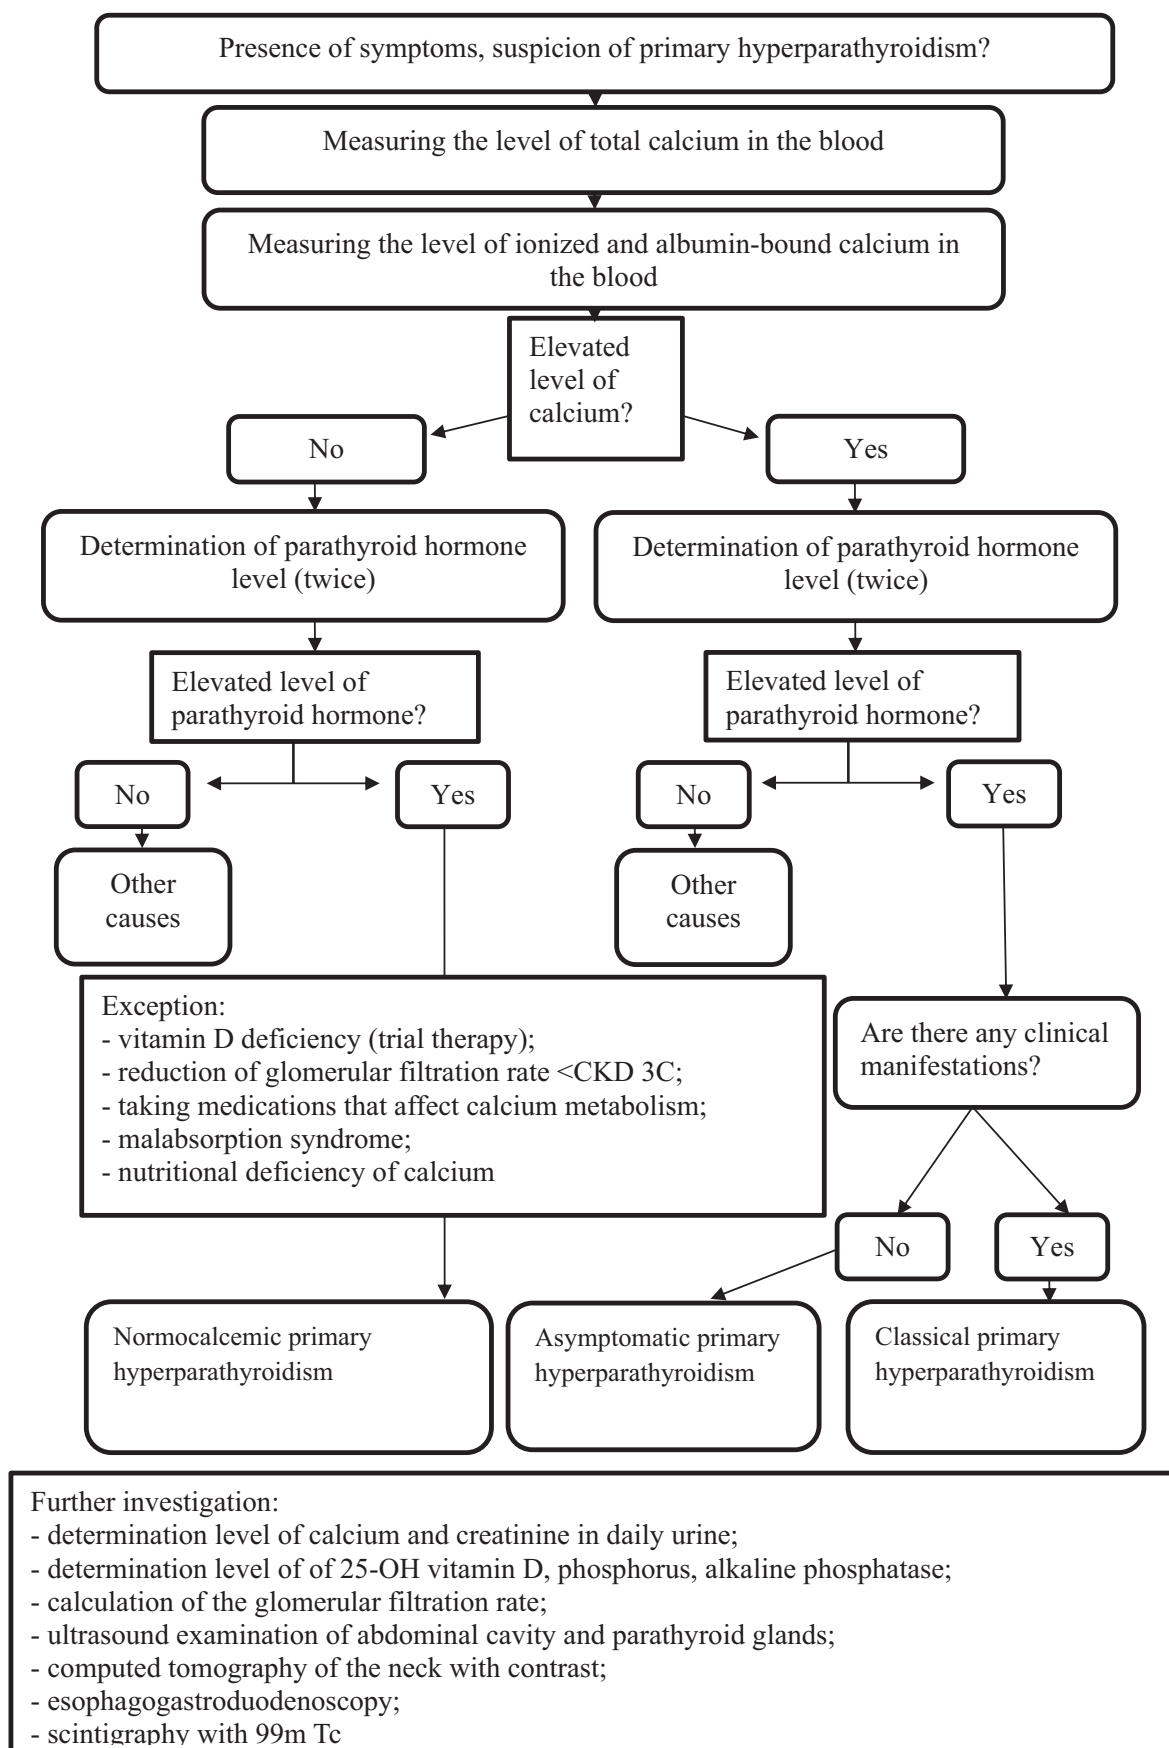 Presence of symptoms, suspicion of primary hyperparathyroidism?
Measuring the level of total calcium in the blood
Measuring the level of ionized and albumin-bound calcium in
the blood
Elevated
level of
calcium?
No
Yes
Determination of parathyroid hormone
level (twice)
Determination of parathyroid hormone
level (twice)
Elevated level of
parathyroid hormone?
Elevated level of
parathyroid hormone?
No
Yes
No
Yes
Other
causes
Other
causes
Exception:
- vitamin D deficiency (trial therapy);
- reduction of glomerular filtration rate <CKD 3C;
- taking medications that affect calcium metabolism;
- malabsorption syndrome;
- nutritional deficiency of calcium
Are there any clinical
manifestations?
No
Yes
Normocalcemic primary
hyperparathyroidism
Asymptomatic primary
hyperparathyroidism
Classical primary
hyperparathyroidism
Further investigation:
- determination level of calcium and creatinine in daily urine;
- determination level of of 25-OH vitamin D, phosphorus, alkaline phosphatase;
- calculation of the glomerular filtration rate;
- ultrasound examination of abdominal cavity and parathyroid glands;
- computed tomography of the neck with contrast;
- esophagogastroduodenoscopy;
- scintigraphy with 99m Tc